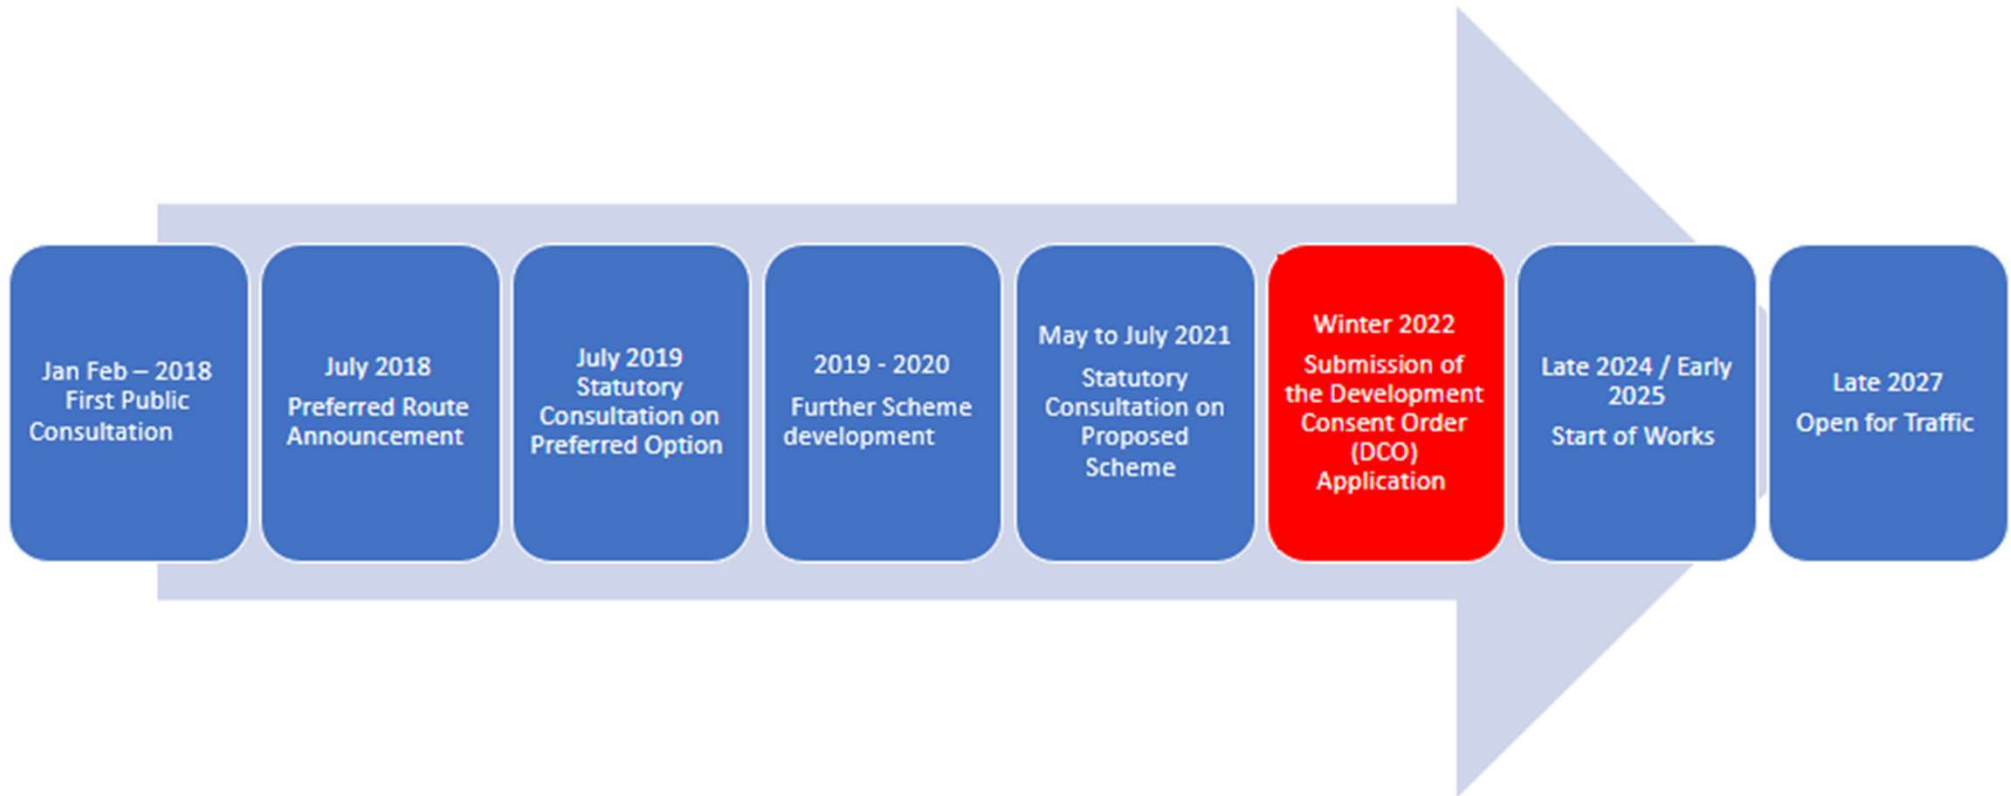 Jan Feb – 2018
First Public
Consultation
July 2018
Preferred Route
Announcement
July 2019
Statutory
Consultation on
Preferred Option
2019 - 2020
Further Scheme
development
May to July 2021
Statutory
Consultation on
Proposed
Scheme
Winter 2022
Submission of
the Development
Consent Order
(DCO)
Application
Late 2024 / Early
2025
Start of Works
Late 2027
Open for Traffic